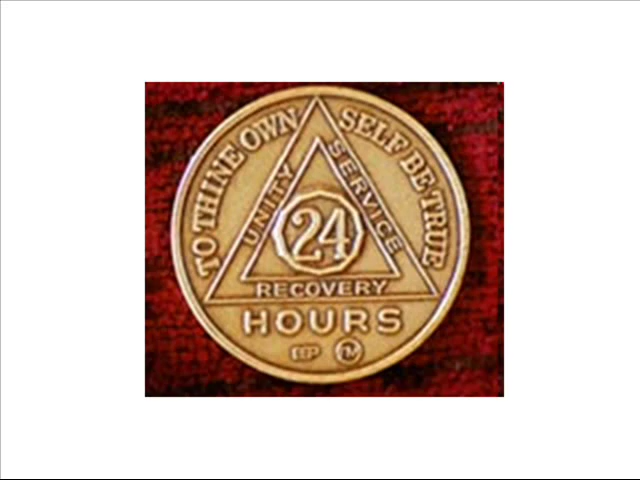 TO THINE OWN SELF BE TRUE
UNITY
SERVICE
24
RECOVERY
HOURS